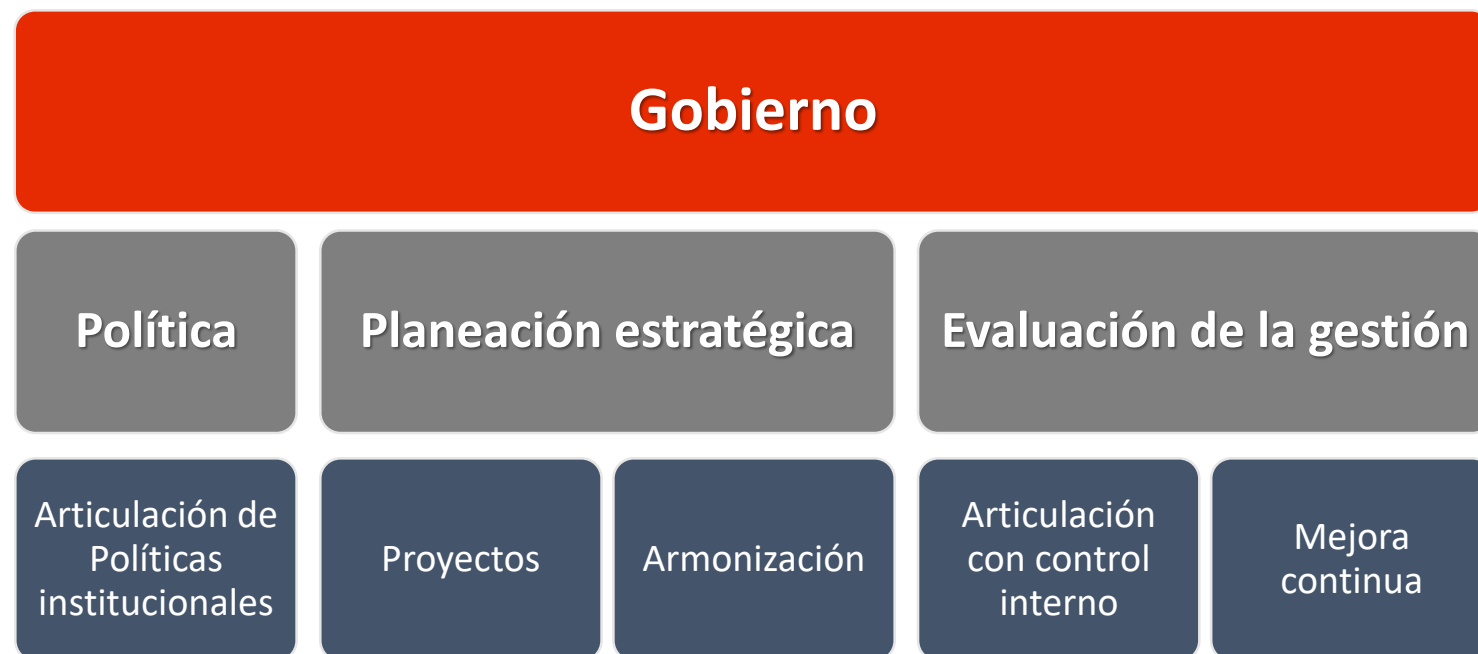 Gobierno
Política
Planeación estratégica
Evaluación de la gestión
Articulación de
Políticas
institucionales
Proyectos
Armonización
Articulación
con control
interno
Mejora
continua